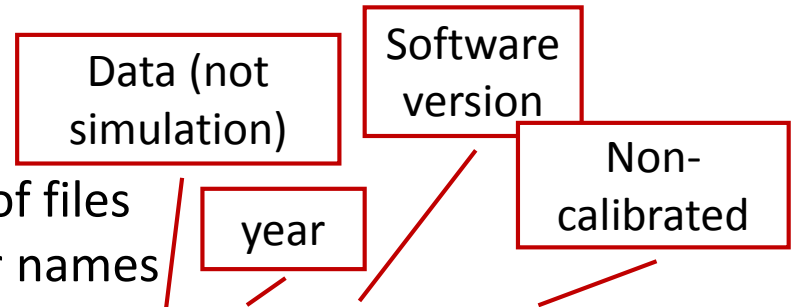 Data (not
simulation)
Software
version
Non-
calibrated
of files
year
names